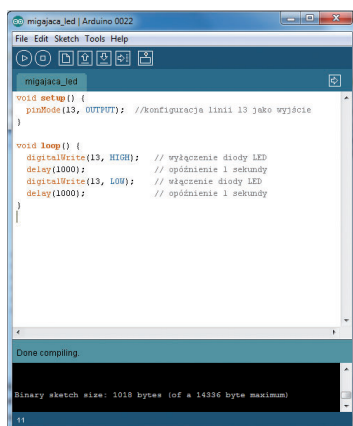 migajaca_led | Arduino 0022
File Edit Sketch Tools Help
migajaca_led
void setup() {
pinMode(13, OUTPUT); //konfiguracja linii 13 jako wyjście
}
void loop() {
digitalWrite(13, HIGH); // wyłączenie diody LED
delay(1000); // opóźnienie 1 sekundy
digitalWrite(13, LOW); // włączenie diody LED
delay(1000); // opóźnienie 1 sekundy
}
Done compiling.
Binary sketch size: 1018 bytes (of a 14336 byte maximum)
11